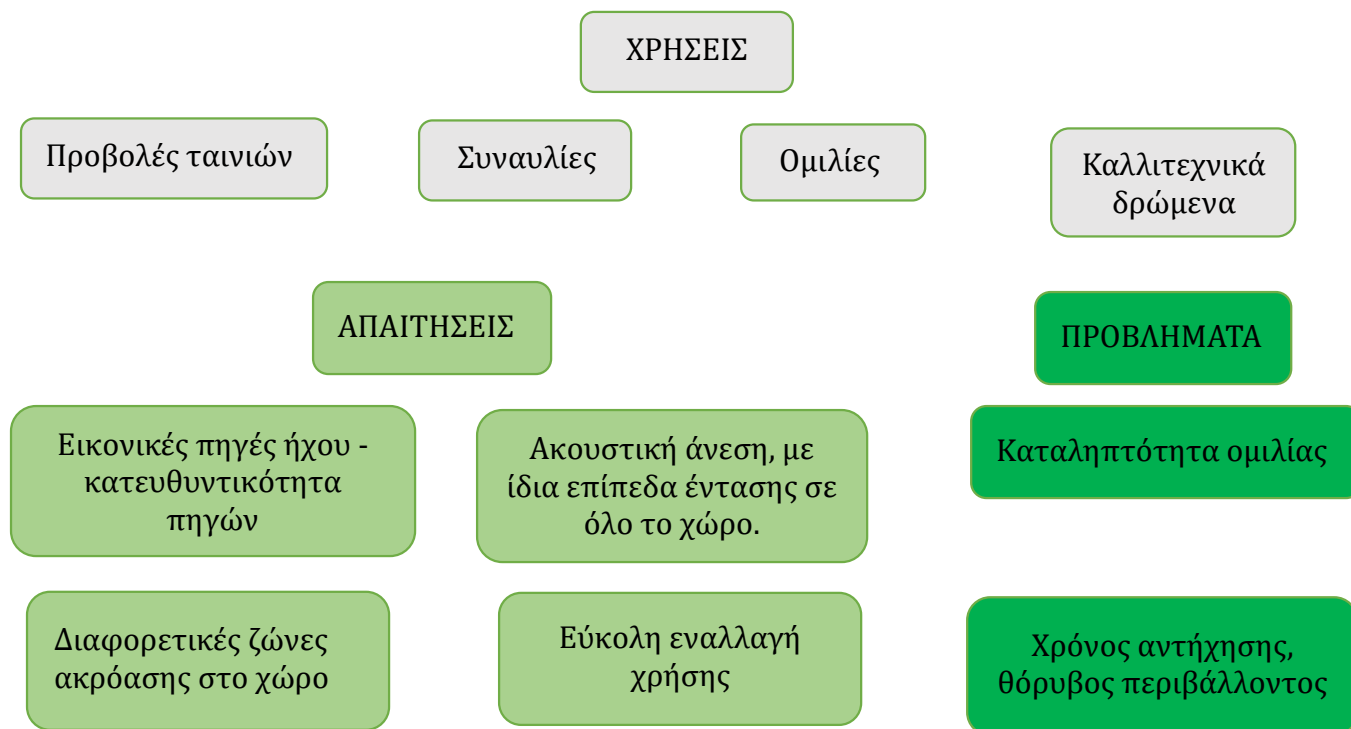 ΧΡΗΣΕΙΣ
Προβολές ταινιών
Συναυλίες
Ομιλίες
Καλλιτεχνικά
δρώμενα
ΑΠΑΙΤΗΣΕΙΣ
Εικονικές πηγές ήχου -
κατευθυντικότητα
πηγών
Ακουστική άνεση, με
ίδια επίπεδα έντασης σε
όλο το χώρο.
Διαφορετικές ζώνες
ακρόασης στο χώρο
Εύκολη εναλλαγή
χρήσης
ΠΡΟΒΛΗΜΑΤΑ
Καταληπτότητα ομιλίας
Χρόνος αντήχησης,
θόρυβος περιβάλλοντος